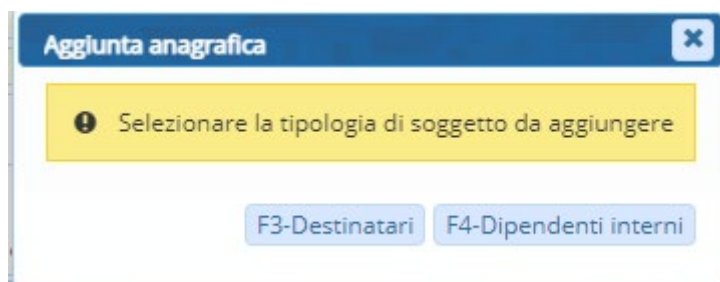 Aggiunta anagrafica
Selezionare la tipologia di soggetto da aggiungere
F3-Destinatari F4-Dipendenti interni